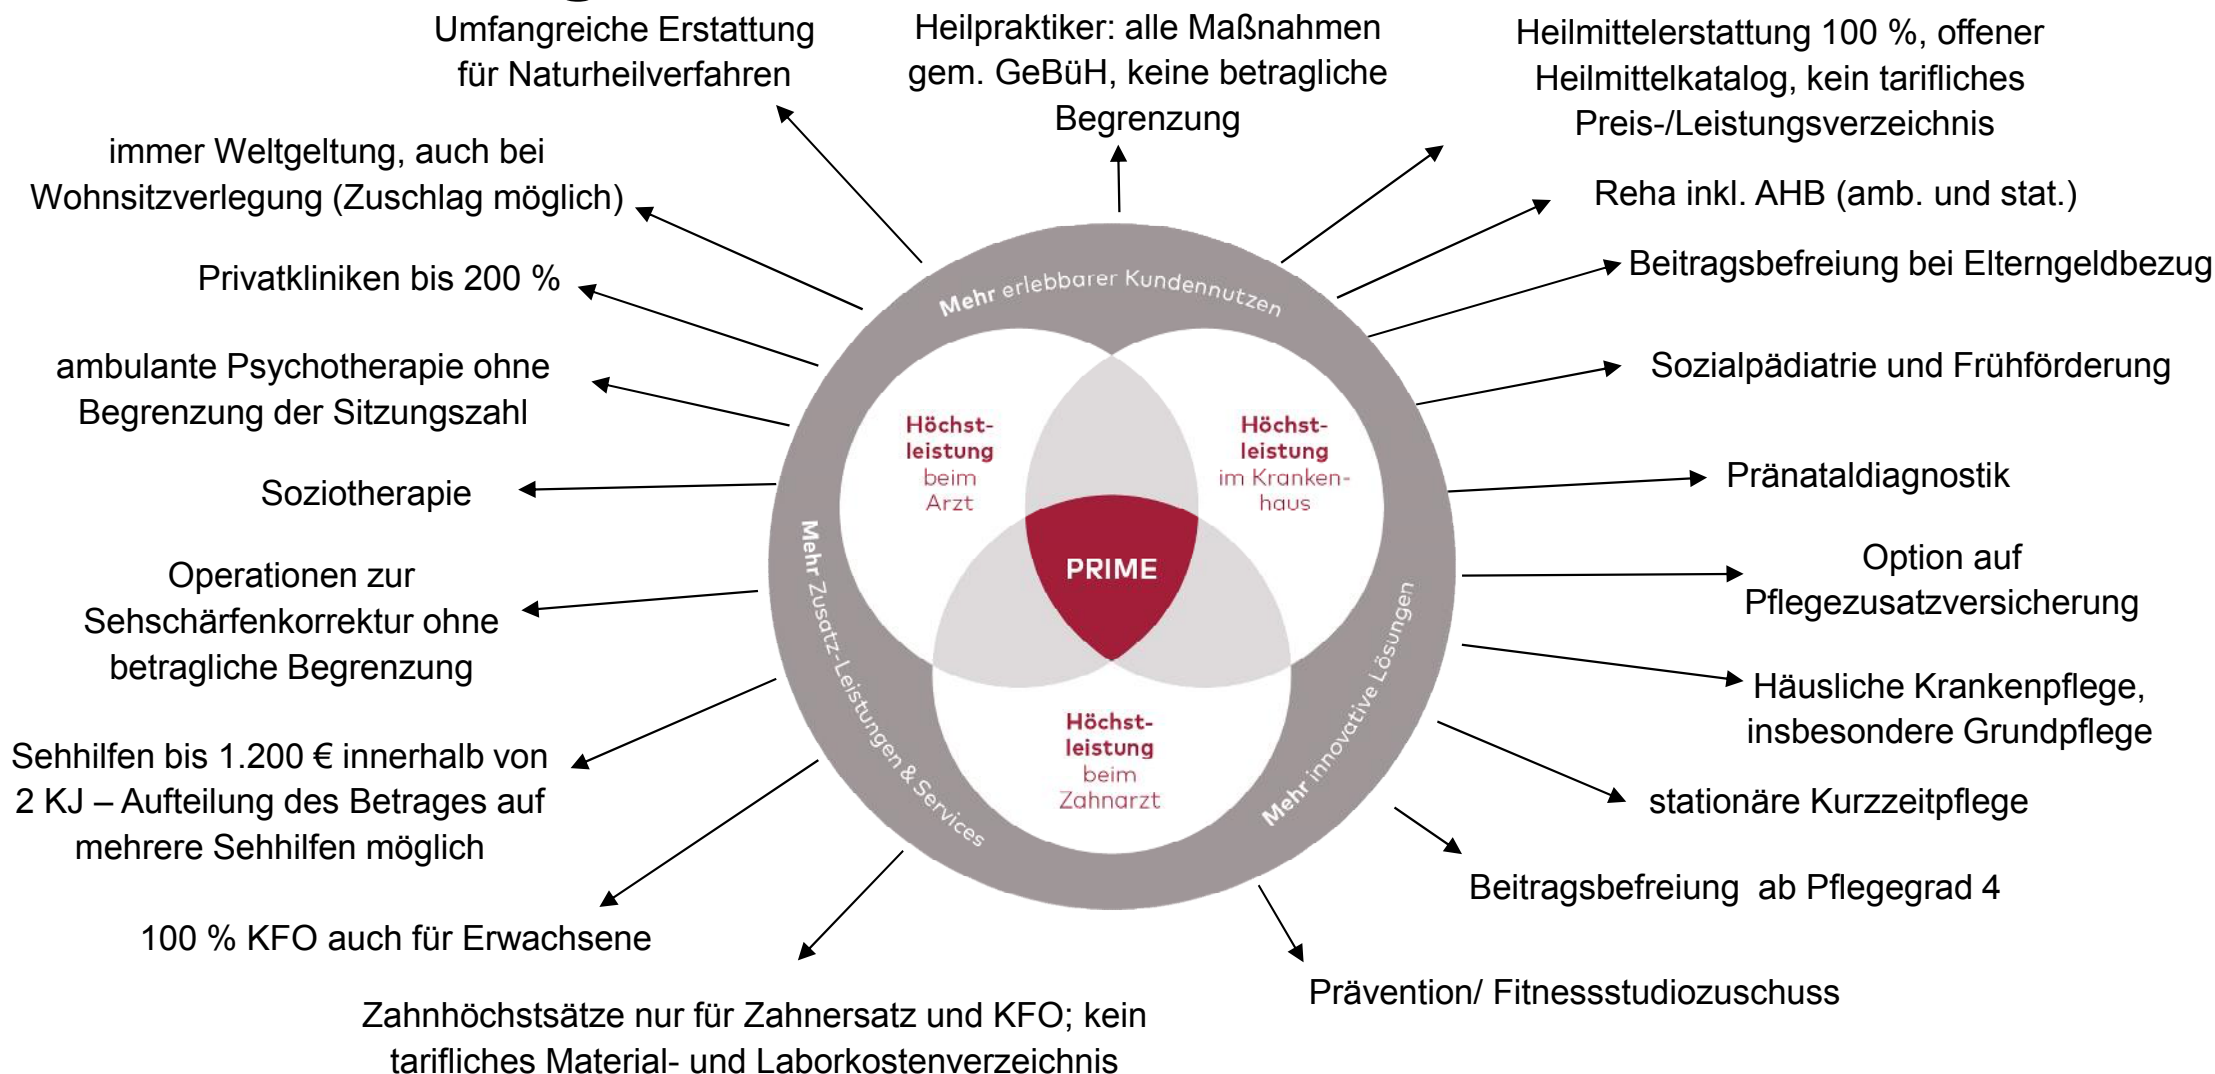 Umfangreiche Erstattung
für Naturheilverfahren
Heilpraktiker: alle Maßnahmen
gem. GeBüH, keine betragliche
Begrenzung
Heilmittelerstattung 100 %, offener
Heilmittelkatalog, kein tarifliches
Preis-/Leistungsverzeichnis
immer Weltgeltung, auch bei
Wohnsitzverlegung (Zuschlag möglich)
Reha inkl. AHB (amb. und stat.)
Privatkliniken bis 200 %
Beitragsbefreiung bei Elterngeldbezug
ambulante Psychotherapie ohne
Begrenzung der Sitzungszahl
Sozialpädiatrie und Frühförderung
Soziotherapie
Pränataldiagnostik
Operationen zur
Sehschärfenkorrektur ohne
betragliche Begrenzung
Option auf
Pflegezusatzversicherung
Häusliche Krankenpflege,
insbesondere Grundpflege
Sehhilfen bis 1.200 € innerhalb von
2 KJ – Aufteilung des Betrages auf
mehrere Sehhilfen möglich
stationäre Kurzzeitpflege
Beitragsbefreiung ab Pflegegrad 4
100 % KFO auch für Erwachsene
Prävention/ Fitnessstudiozuschuss
Zahnhöchstsätze nur für Zahnersatz und KFO; kein
tarifliches Material- und Laborkostenverzeichnis
Mehr erlebbarer Kundennutzen
Mehr Zusatz-Leistungen & Services
Mehr innovative Lösungen
Höchst-
leistung
beim
Arzt
Höchst-
leistung
im Kranken-
haus
PRIME
Höchst-
leistung
beim
Zahnarzt